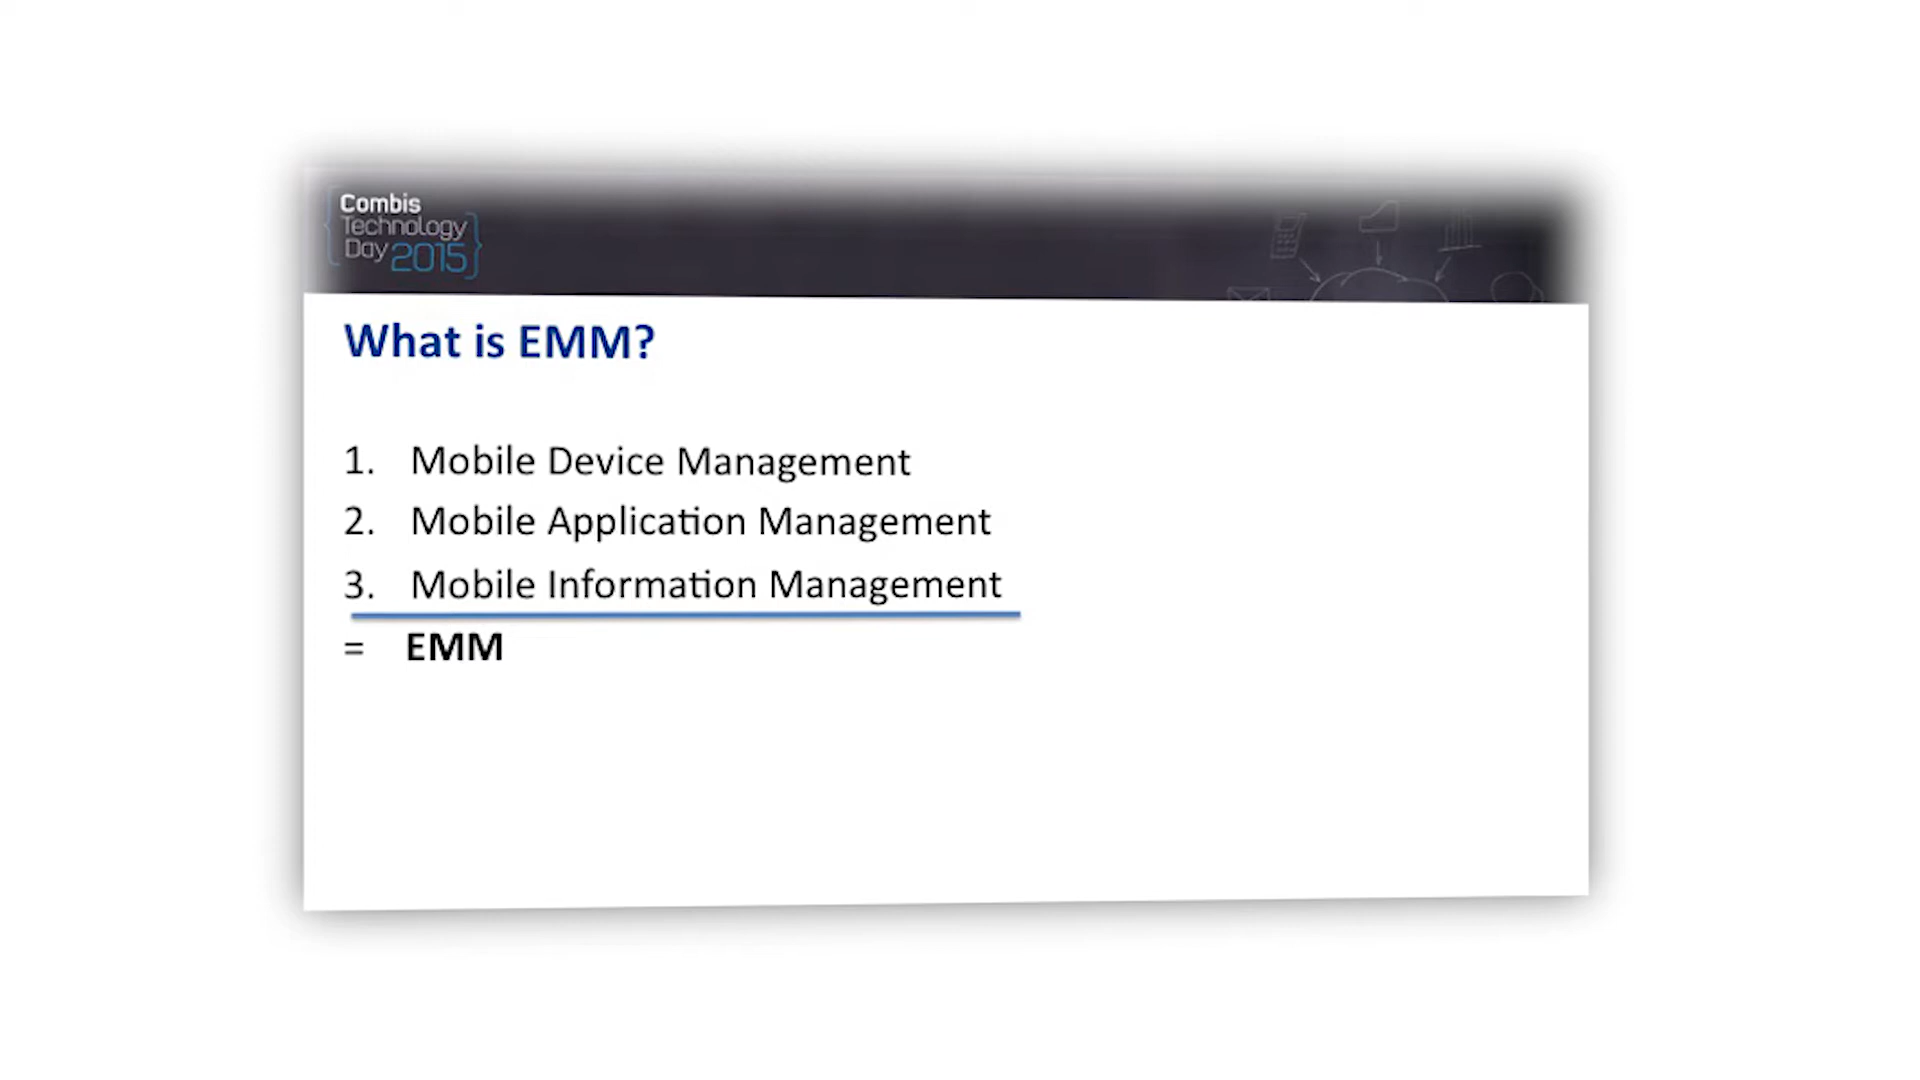 Combis
Technology
Day 2015
What is EMM?
1. Mobile Device Management
2. Mobile Application Management
3. Mobile Information Management
= EMM